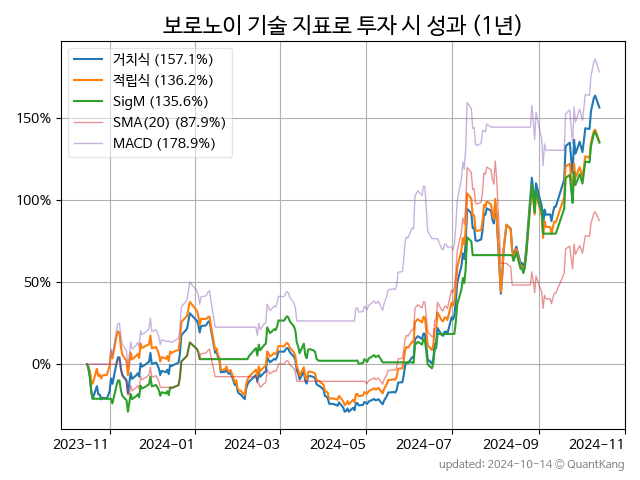 보로노이 기술 지표로 투자 시 성과 (1년)
거치식 (157.1%)
적립식 (136.2%)
SigM (135.6%)
SMA(20) (87.9%)
MACD (178.9%)
150%
100%
50%
0%
2023-11 2024-01 2024-03 2024-05 2024-07 2024-09 2024-11
updated: 2024-10-14 © QuantKang